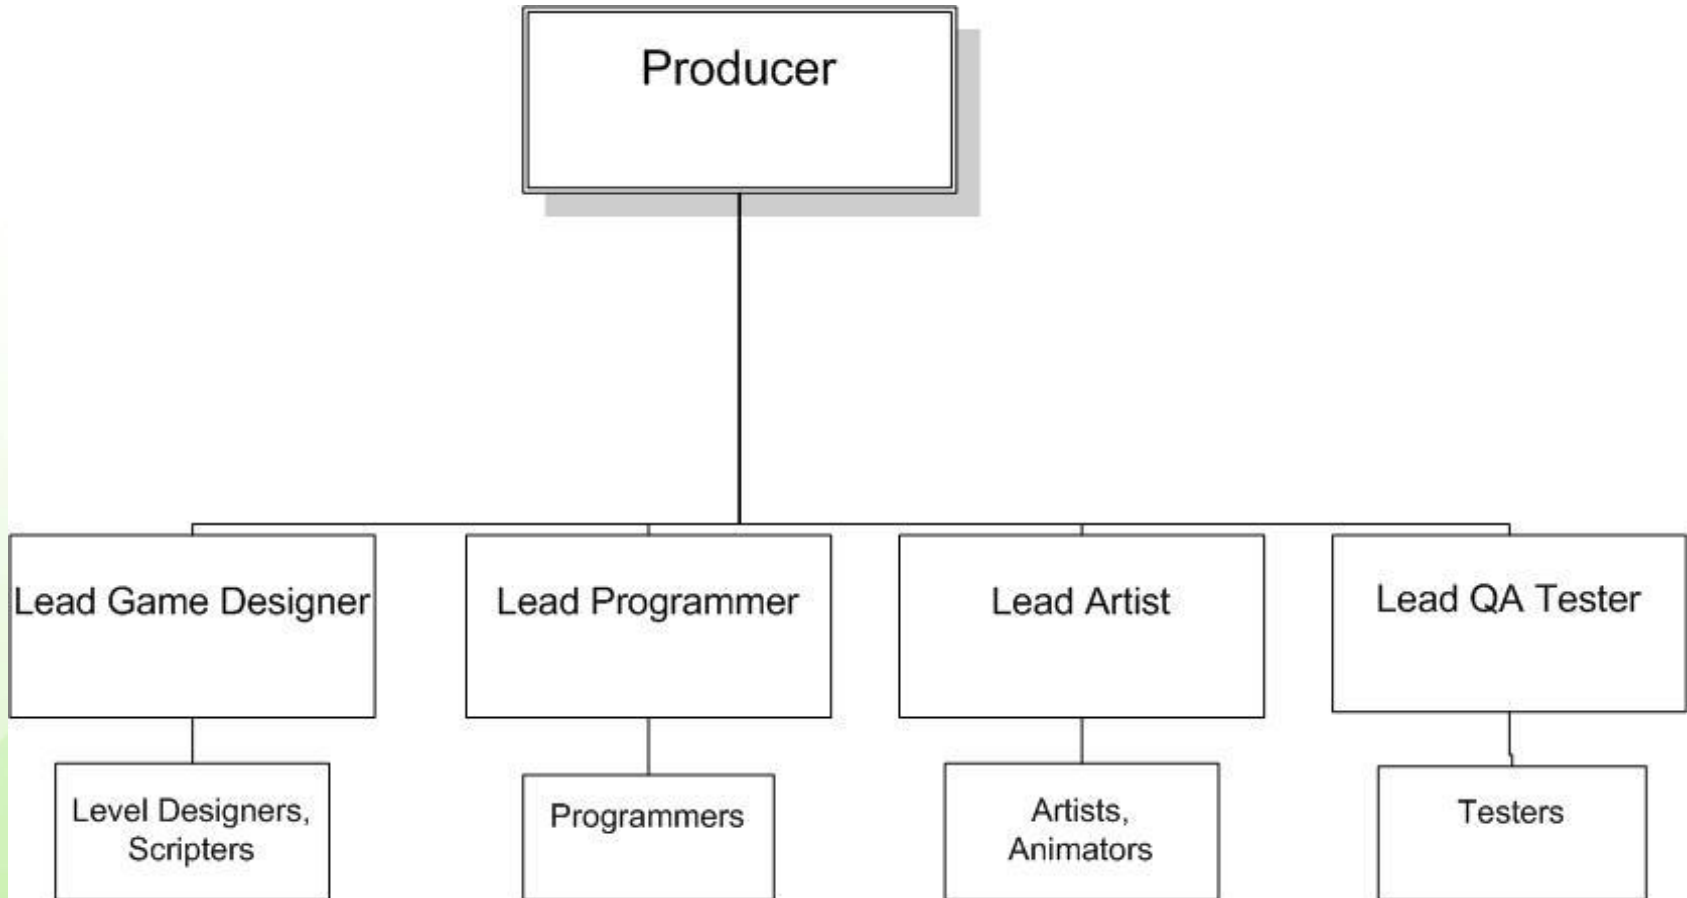 Producer
Lead Game Designer
Lead Programmer
Lead Artist
Lead QA Tester
Level Designers,
Scripters
Programmers
Artists,
Animators
Testers